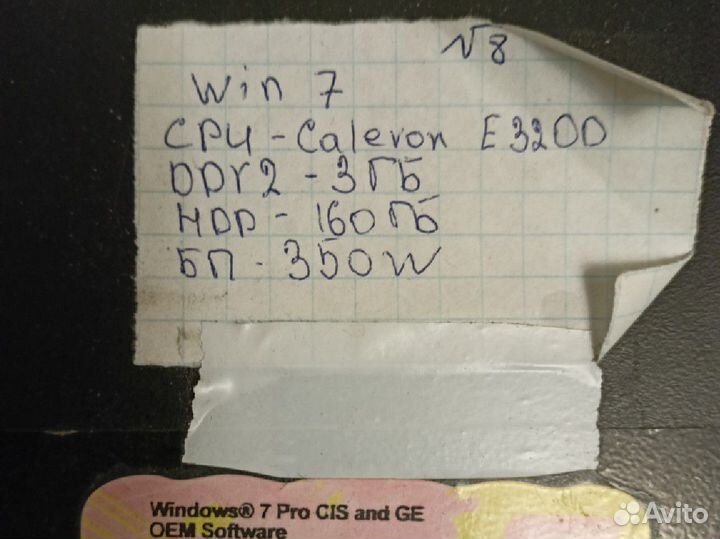 √8
Win 7
CPU - Caleron E3200
DDr2 - 3ГБ
HDD - 160ГБ
БП - 350W
Windows® 7 Pro CIS and GE
OEM Software
Avito